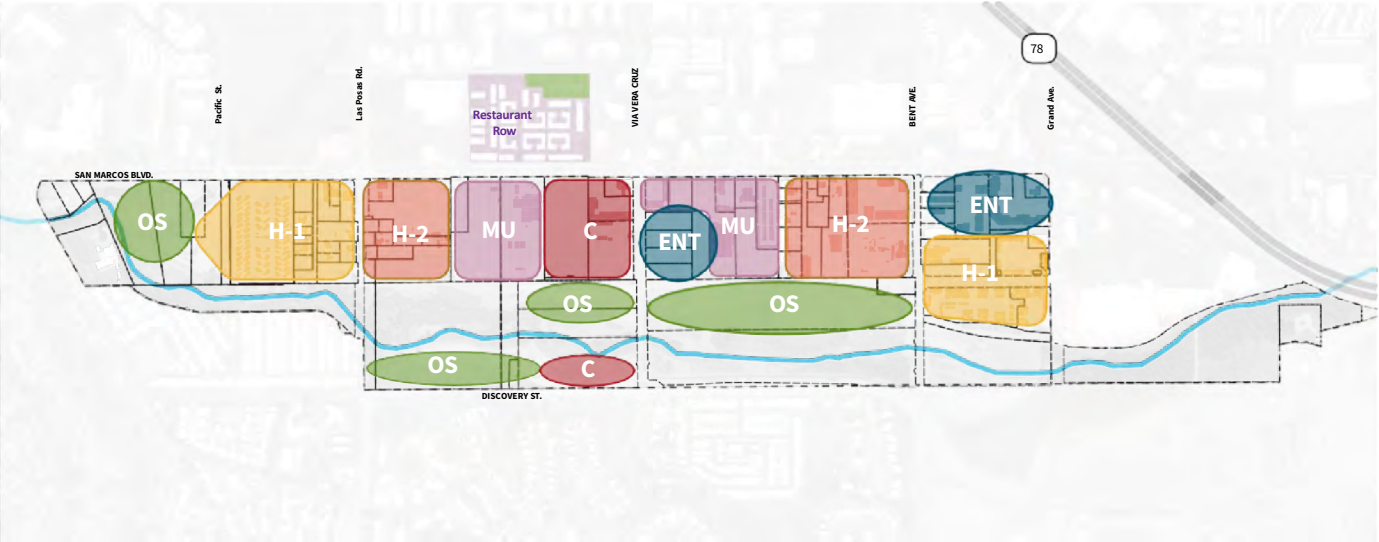 78
Pacific St.
Las Posas Rd.
VIA VERA CRUZ
BENT AVE.
Grand Ave.
Restaurant
Row
SAN MARCOS BLVD.
OS
H-1
H-2
MU
C
ENT
MU
H-2
ENT
H-1
OS
OS
OS
C
DISCOVERY ST.